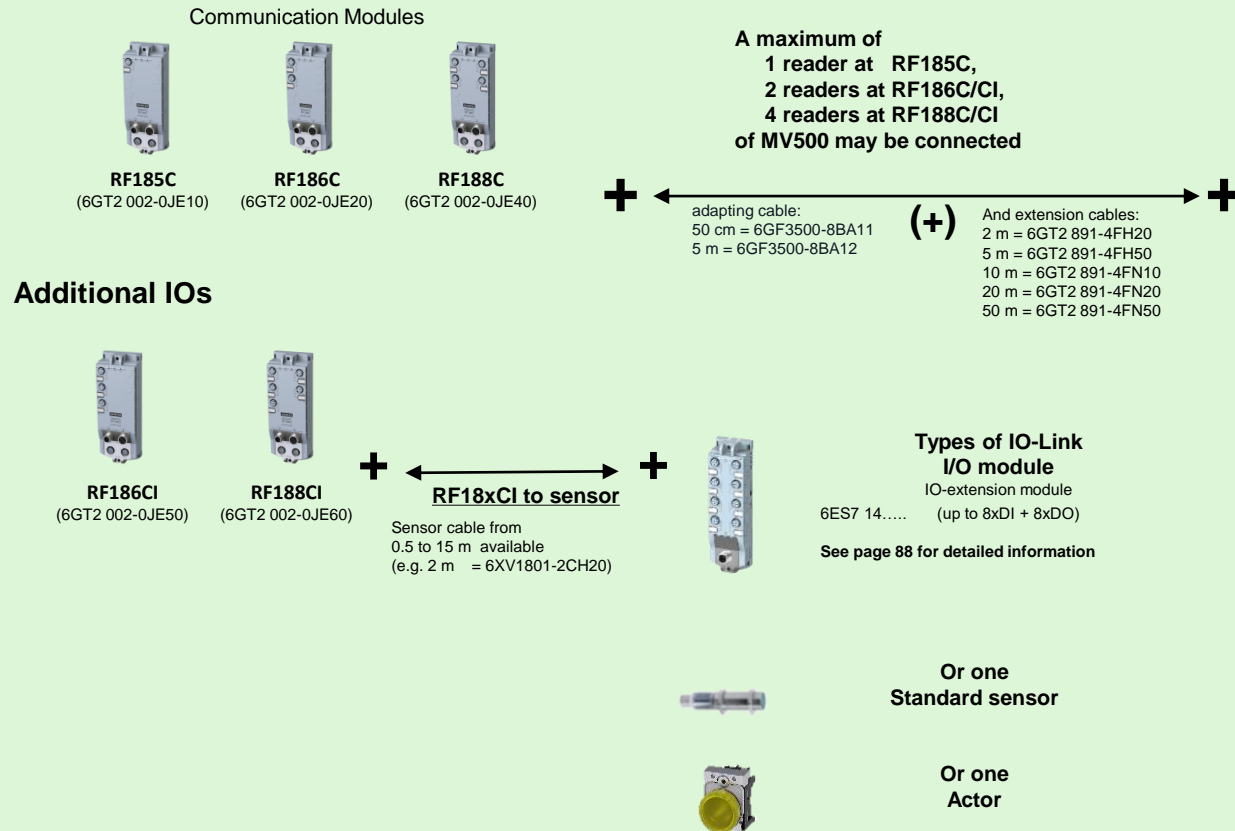 Communication Modules
RF185C
(6GT2 002-0JE10)
RF186C
(6GT2 002-0JE20)
RF188C
(6GT2 002-0JE40)
+
A maximum of
1 reader at RF185C,
2 readers at RF186C/CI,
4 readers at RF188C/CI
of MV500 may be connected
adapting cable:
50 cm = 6GF3500-8BA11
5 m = 6GF3500-8BA12
(+)
And extension cables:
2 m = 6GT2 891-4FH20
5 m = 6GT2 891-4FH50
10 m = 6GT2 891-4FN10
20 m = 6GT2 891-4FN20
50 m = 6GT2 891-4FN50
+
Additional IOs
RF186CI
(6GT2 002-0JE50)
RF188CI
(6GT2 002-0JE60)
+
RF18xCI to sensor
Sensor cable from
0.5 to 15 m available
(e.g. 2 m = 6XV1801-2CH20)
+
Types of IO-Link
I/O module
IO-extension module
6ES7 14..... (up to 8xDI + 8xDO)
See page 88 for detailed information
Or one
Standard sensor
Or one
Actor